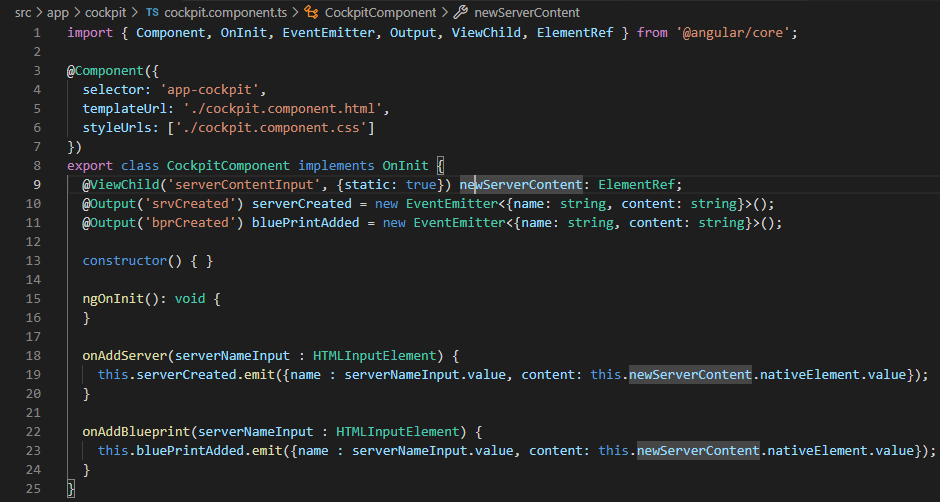 src > app > cockpit > TS cockpit.component.ts > CockpitComponent > newServerContent
1 import { Component, OnInit, EventEmitter, Output, ViewChild, ElementRef } from '@angular/core';
2
3 @Component({
4   selector: 'app-cockpit',
5   templateUrl: './cockpit.component.html',
6   styleUrls: ['./cockpit.component.css']
7 })
8 export class CockpitComponent implements OnInit {
9   @ViewChild('serverContentInput', {static: true}) newServerContent: ElementRef;
10   @Output('srvCreated') serverCreated = new EventEmitter<{name: string, content: string}>();
11   @Output('bprCreated') bluePrintAdded = new EventEmitter<{name: string, content: string}>();
12
13   constructor() { }
14
15   ngOnInit(): void {
16   }
17
18   onAddServer(serverNameInput : HTMLInputElement) {
19     this.serverCreated.emit({name : serverNameInput.value, content: this.newServerContent.nativeElement.value});
20   }
21
22   onAddBlueprint(serverNameInput : HTMLInputElement) {
23     this.bluePrintAdded.emit({name : serverNameInput.value, content: this.newServerContent.nativeElement.value});
24   }
25 }